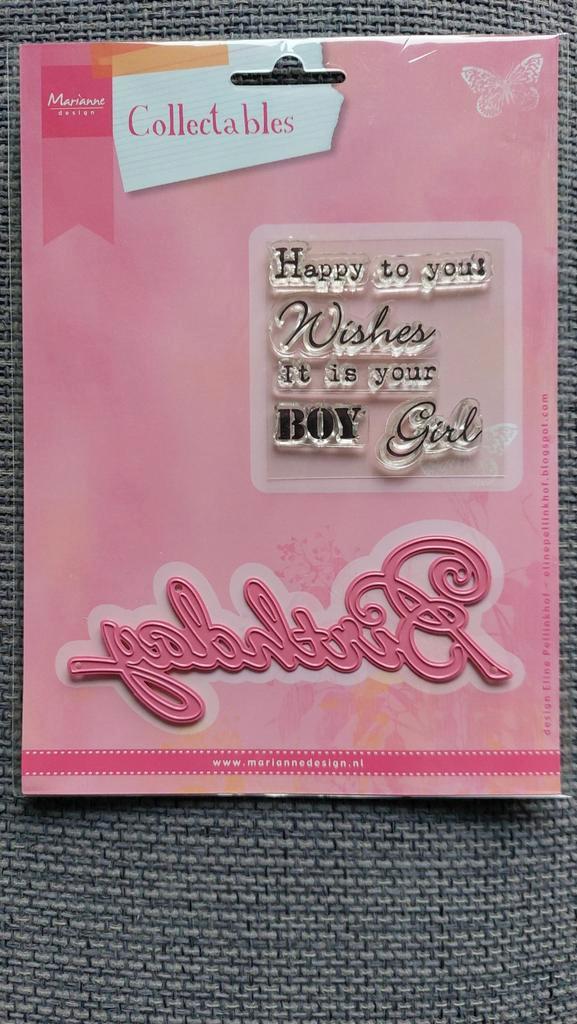 Marianne
design
Collectables
Happy to you!
Wishes
It is your
BOY Girl
Birthday
design Eline Pellinkhof - elinepellinkhof.blogspot.com
www.mariannedesign.nl